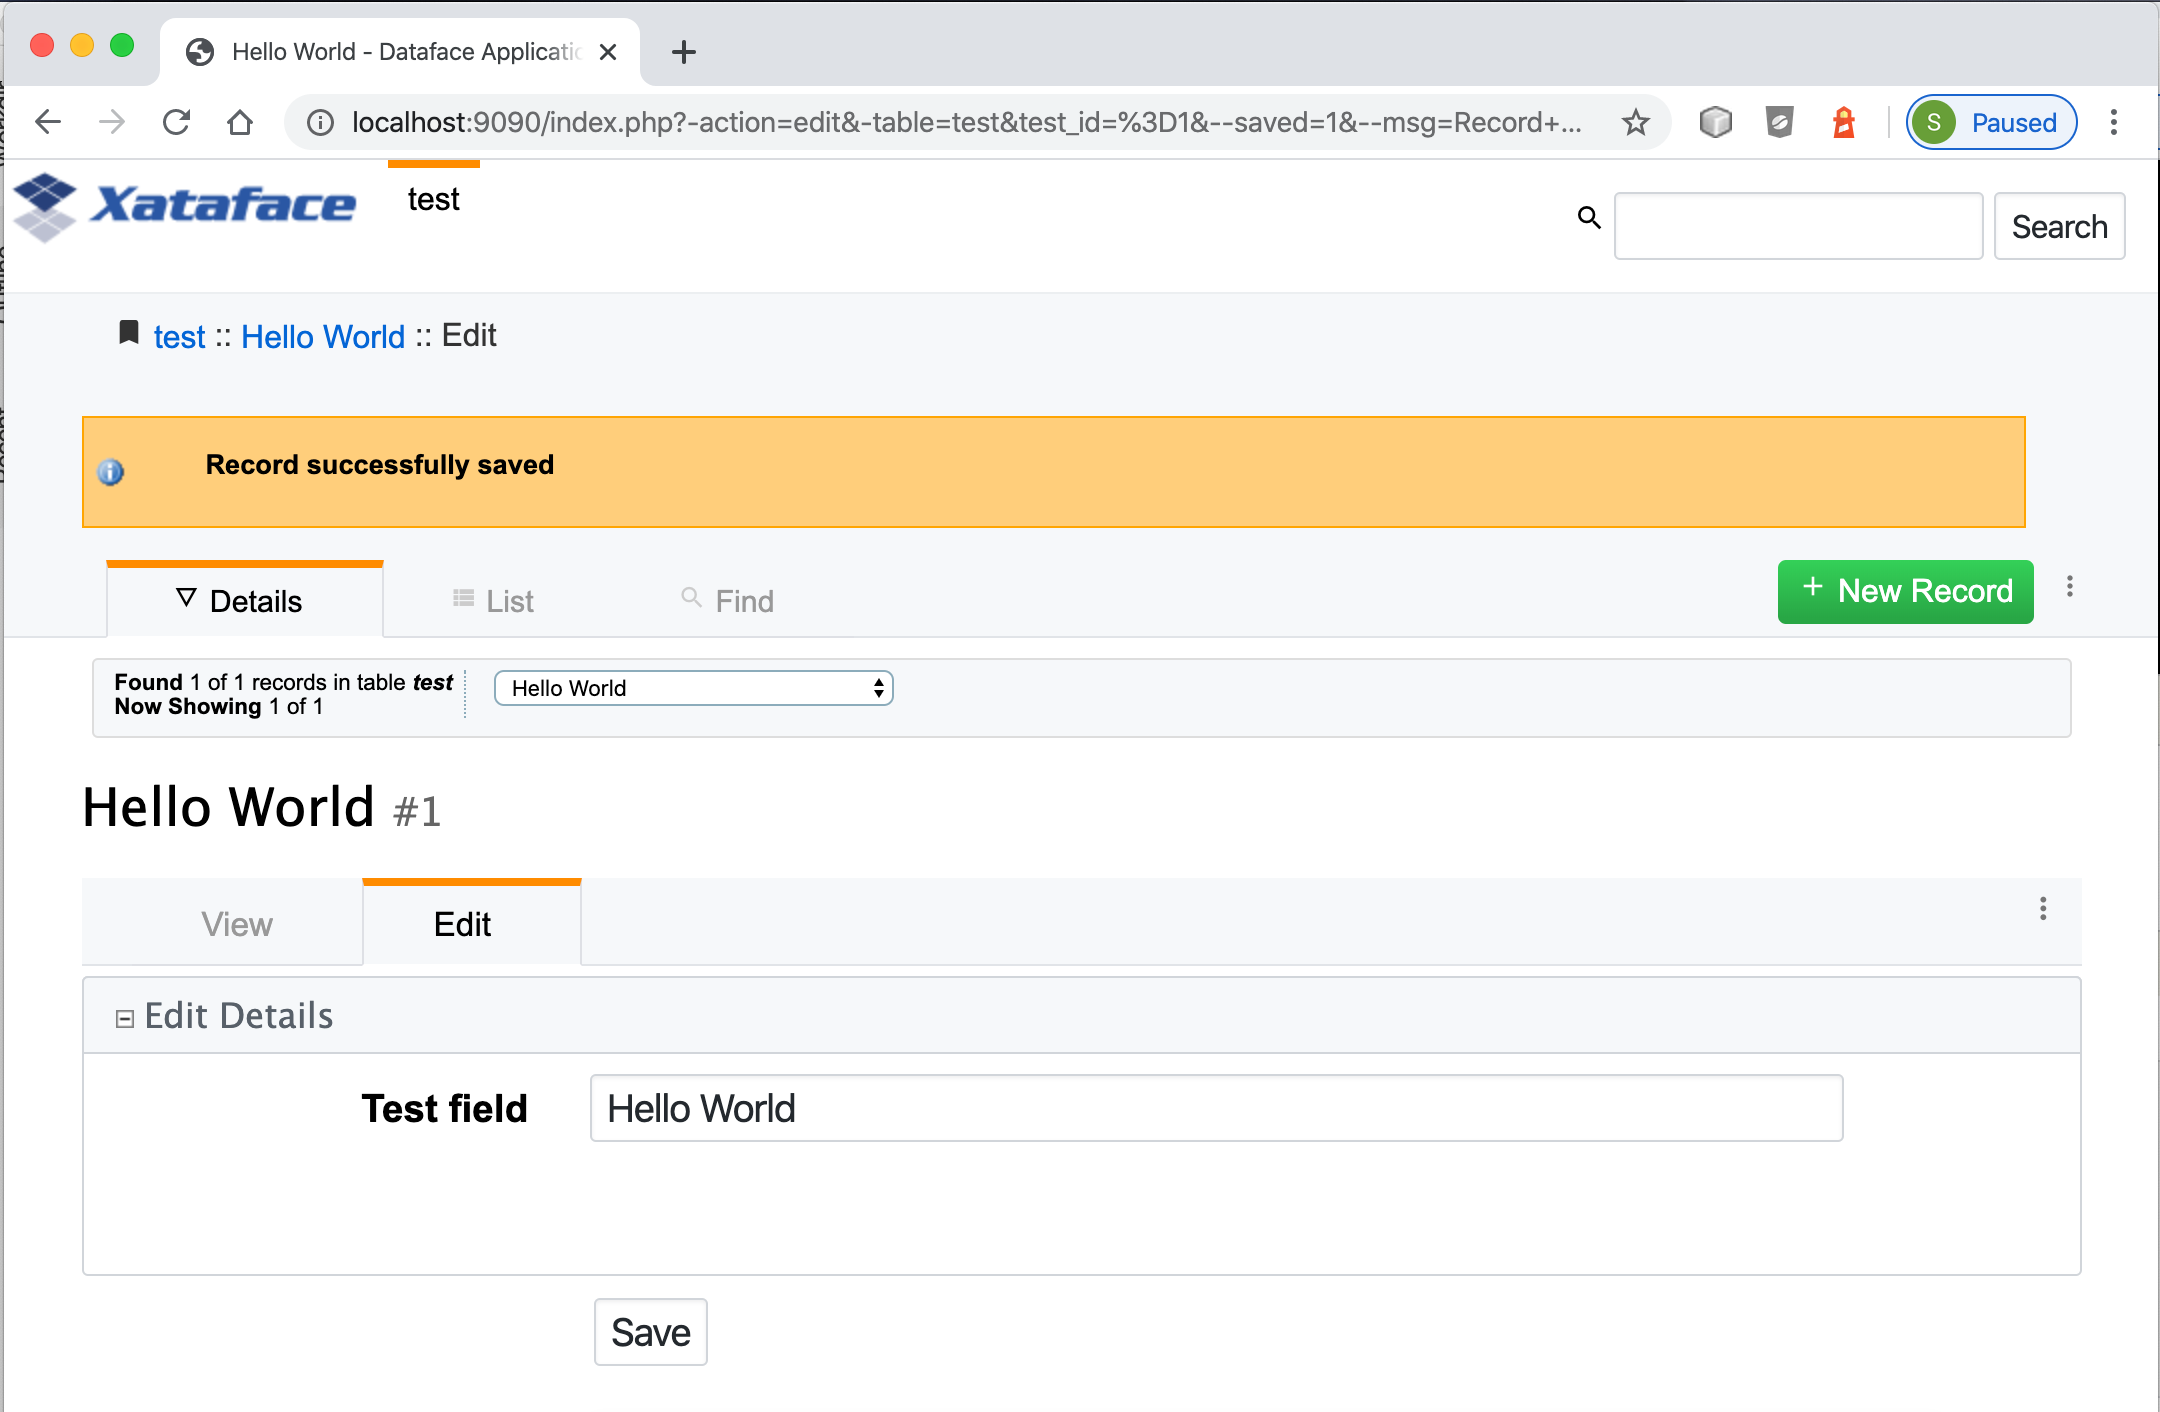 Hello World - Dataface Applicatic
localhost:9090/index.php?-action=edit&-table=test&test_id=%3D1&--saved=1&--msg=Record+...
S Paused
Xataface
test
Search
test :: Hello World :: Edit
Record successfully saved
Details
List
Find
+ New Record
Found 1 of 1 records in table test
Now Showing 1 of 1
Hello World
Hello World #1
View
Edit
Edit Details
Test field
Hello World
Save